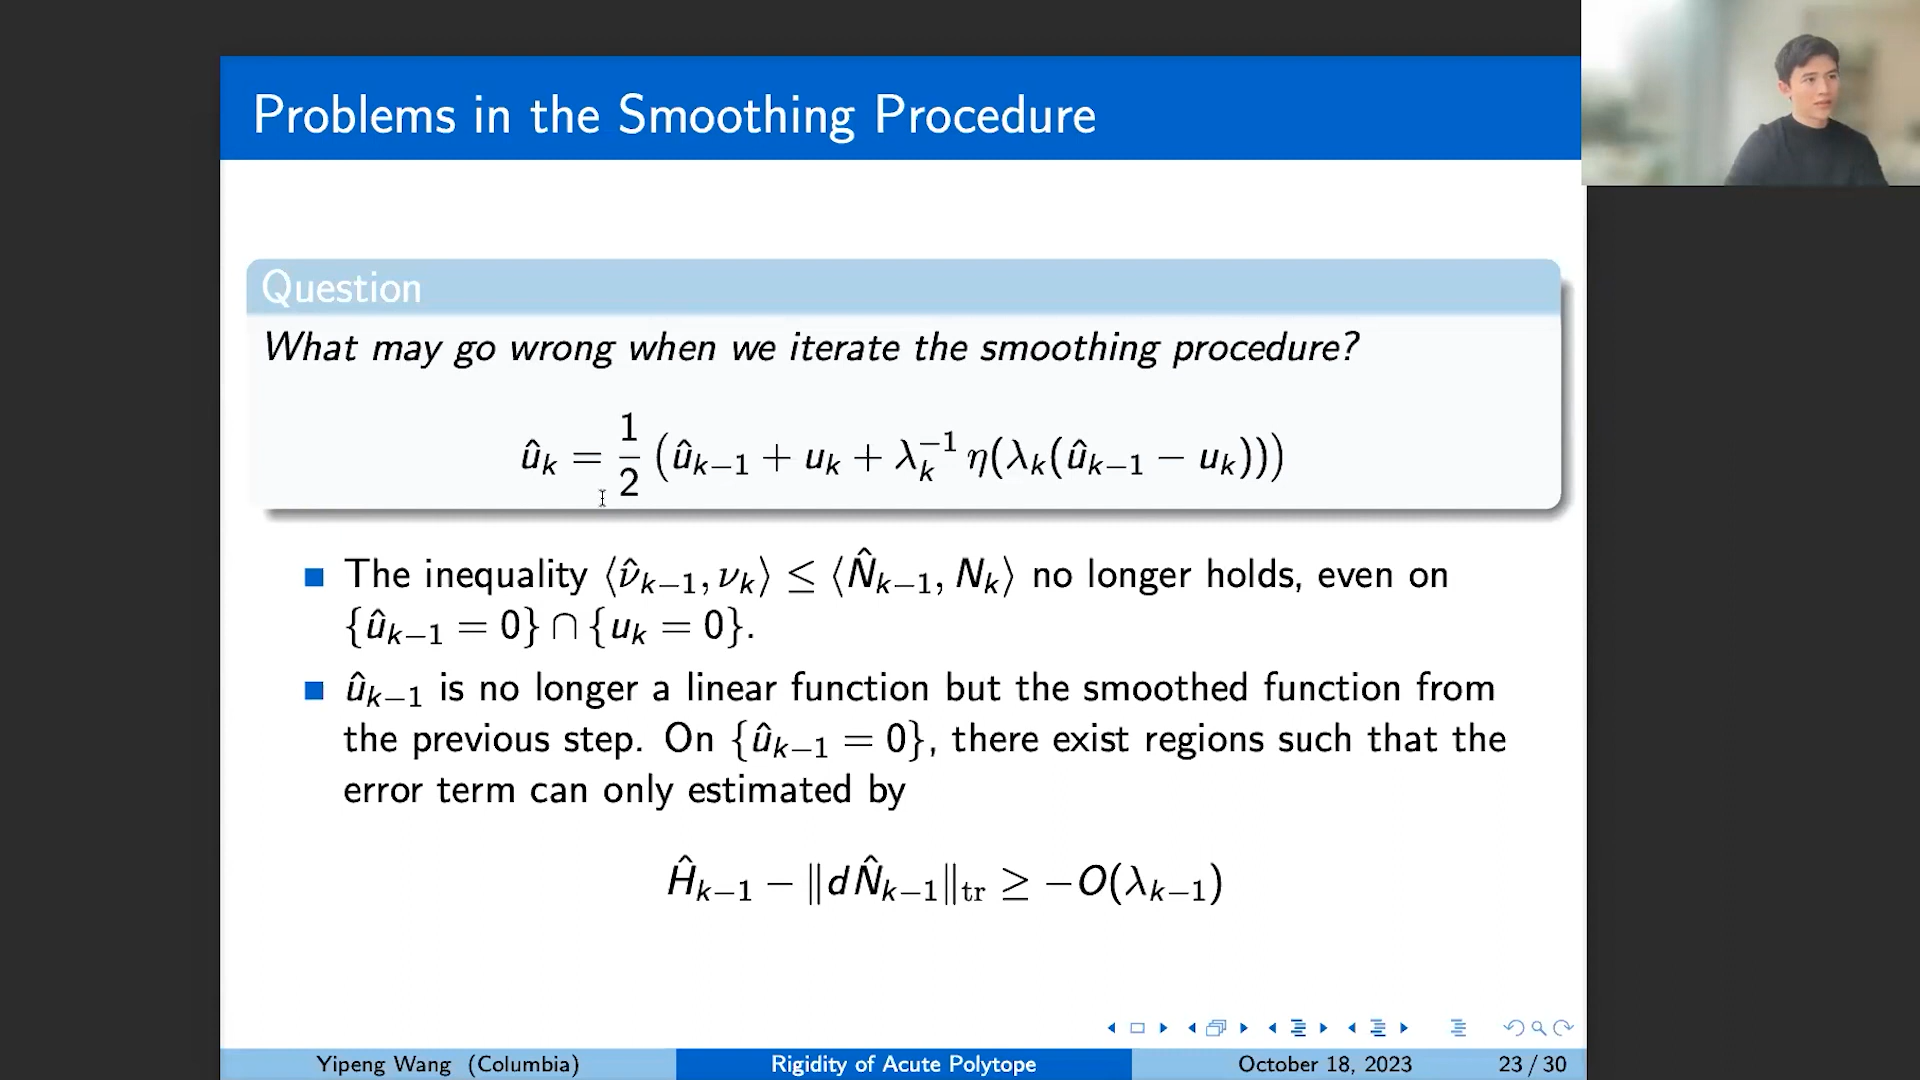 Problems in the Smoothing Procedure
Question
What may go wrong when we iterate the smoothing procedure?
û_k = 1/2 (û_{k−1} + u_k + λ_k^{−1} η(λ_k(û_{k−1} − u_k)))
The inequality ⟨ν̂_{k−1}, ν_k⟩ ≤ ⟨N̂_{k−1}, N_k⟩ no longer holds, even on
{û_{k−1} = 0} ∩ {u_k = 0}.
û_{k−1} is no longer a linear function but the smoothed function from
the previous step. On {û_{k−1} = 0}, there exist regions such that the
error term can only estimated by
Ĥ_{k−1} − ‖dN̂_{k−1}‖_tr ≥ −O(λ_{k−1})
Yipeng Wang (Columbia)
Rigidity of Acute Polytope
October 18, 2023
23 / 30